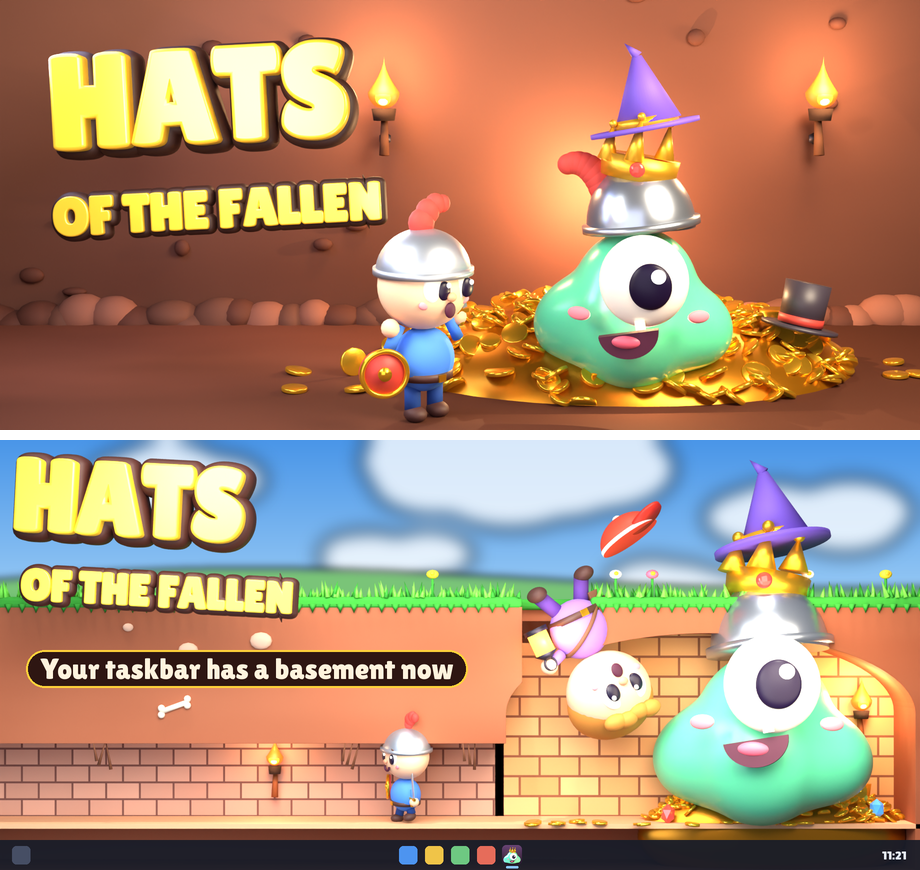 HATS
OF THE FALLEN
HATS
OF THE FALLEN
Your taskbar has a basement now
11:21